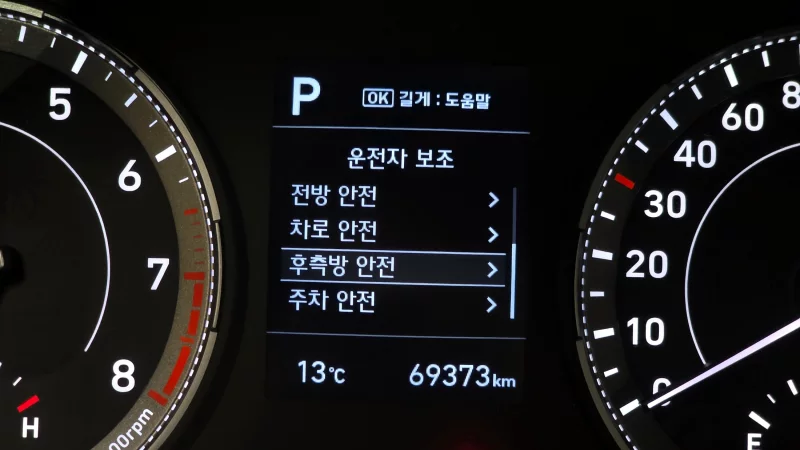 P
OK 길게 : 도움말
운전자 보조
전방 안전 >
차로 안전 >
후측방 안전 >
주차 안전 >
13℃ 69373km
5
6
7
8
H
00rpm
60
40
30
20
10
0
E